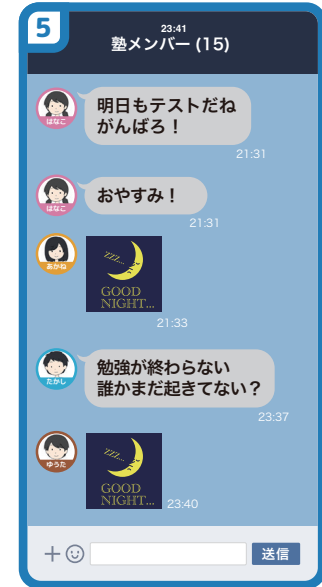 5
23:41
塾メンバー (15)
明日もテストだね
がんばろ！
はなこ
21:31
おやすみ！
はなこ
21:31
zzz...
GOOD
NIGHT...
あかね
21:33
勉強が終わらない
誰かまだ起きてない？
たかし
23:37
zzz...
GOOD
NIGHT...
ゆうた
23:40
送信